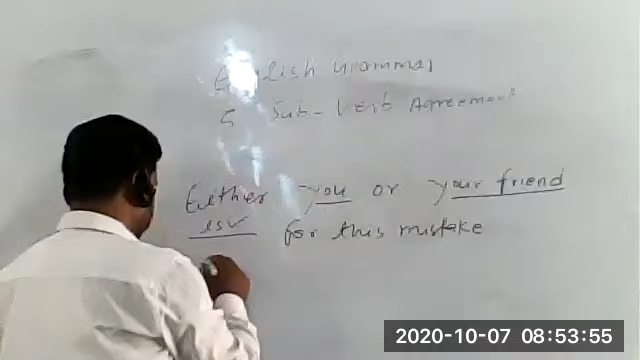 English Grammar
Sub-Verb Agreement
Either you or your friend
is✓ for this mistake
2020-10-07 08:53:55